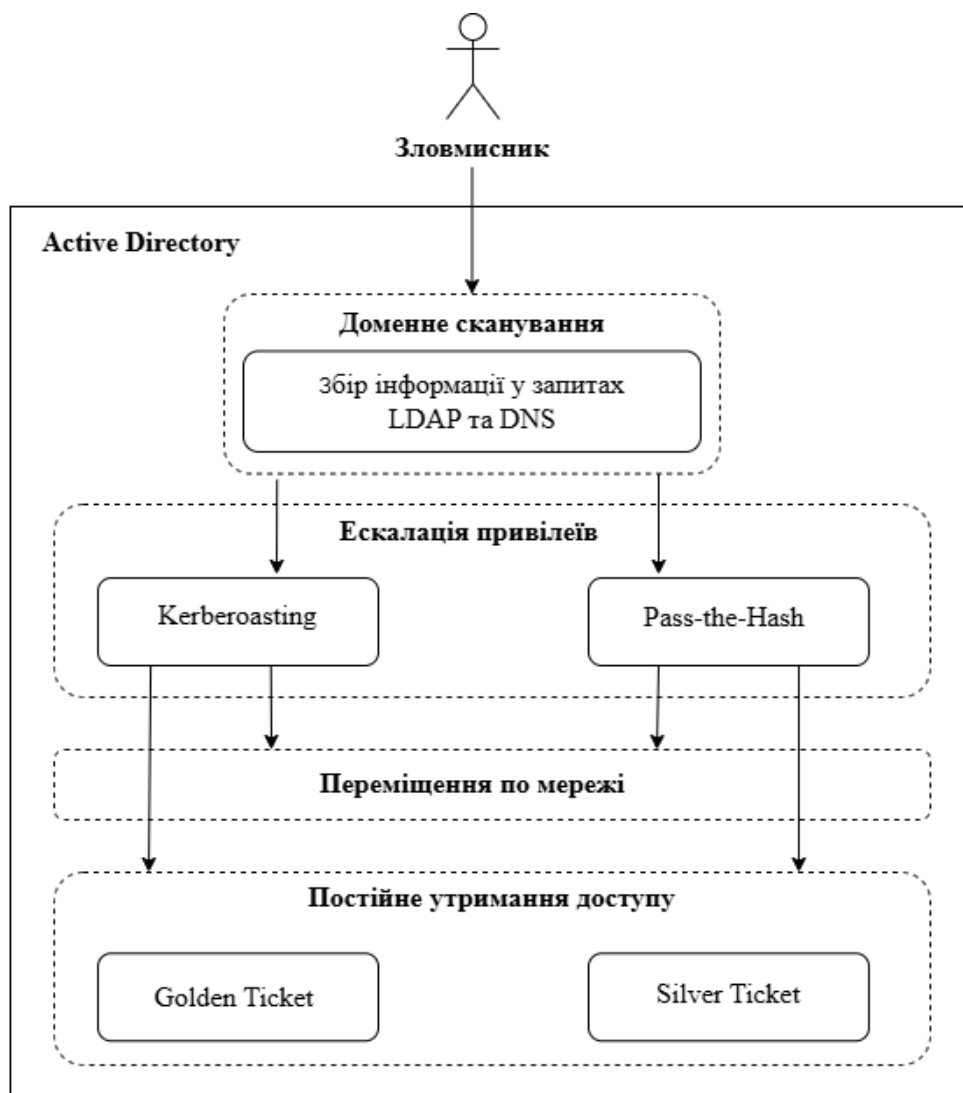 Зловмисник
Active Directory
Доменне сканування
Збір інформації у запитах
LDAP та DNS
Ескалація привілеїв
Kerberoasting
Pass-the-Hash
Переміщення по мережі
Постійне утримання доступу
Golden Ticket
Silver Ticket